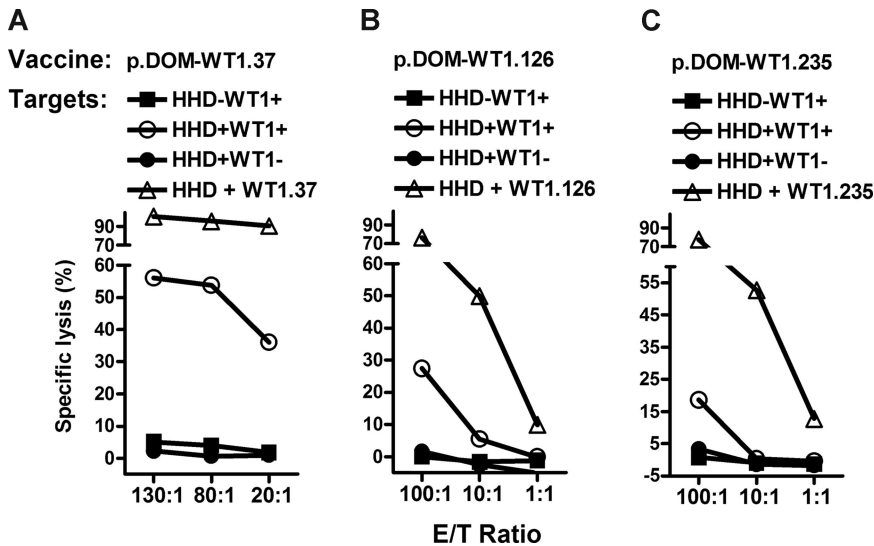 A
B
C
Vaccine: p.DOM-WT1.37
p.DOM-WT1.126
p.DOM-WT1.235
Targets:
HHD-WT1+
HHD+WT1+
HHD+WT1-
HHD + WT1.37
HHD-WT1+
HHD+WT1+
HHD+WT1-
HHD + WT1.126
HHD-WT1+
HHD+WT1+
HHD+WT1-
HHD + WT1.235
Specific lysis (%)
90
70
60
50
40
30
20
10
0
130:1 80:1 20:1
90
70
60
50
40
30
20
10
0
100:1 10:1 1:1
90
70
55
45
35
25
15
5
-5
100:1 10:1 1:1
E/T Ratio